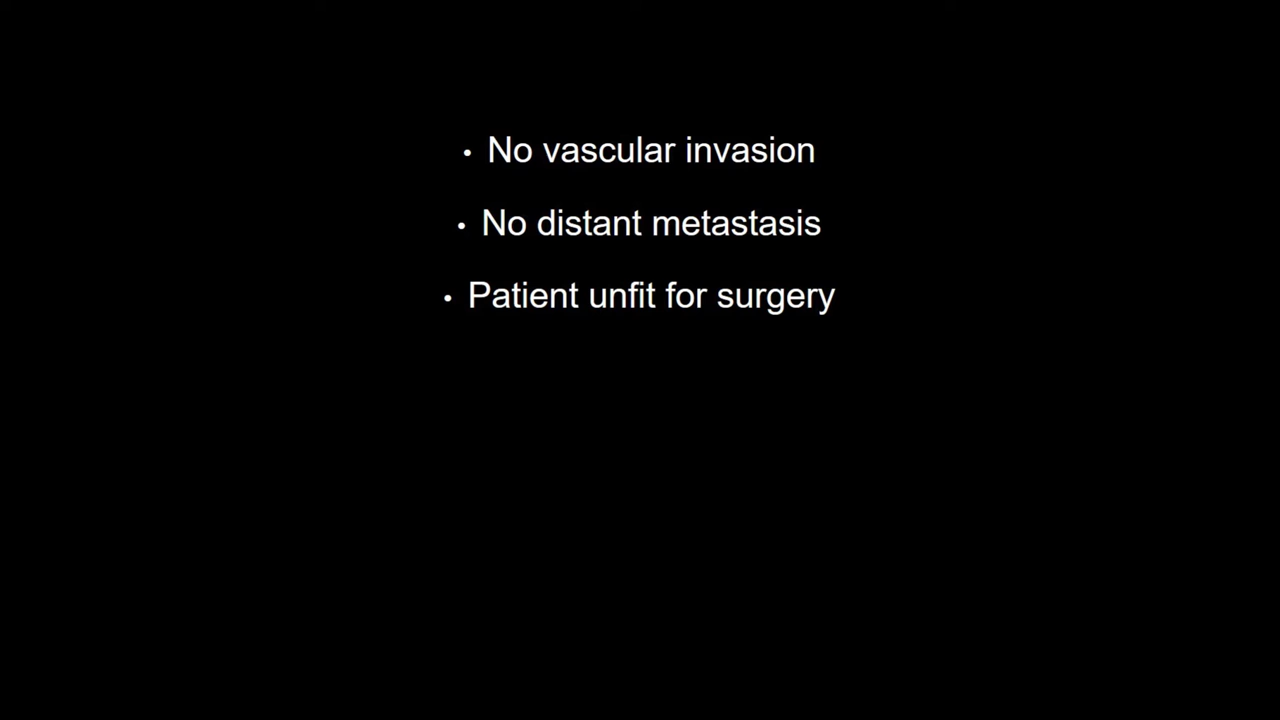 • No vascular invasion
• No distant metastasis
• Patient unfit for surgery